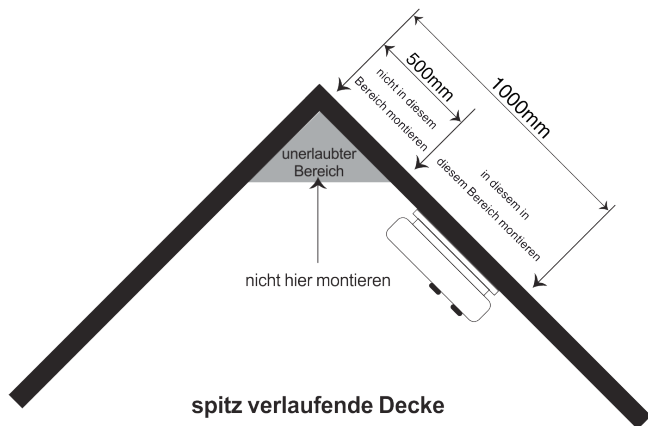 500mm
1000mm
nicht in diesem
Bereich montieren
in diesem in
diesem Bereich montieren
unerlaubter
Bereich
nicht hier montieren
spitz verlaufende Decke